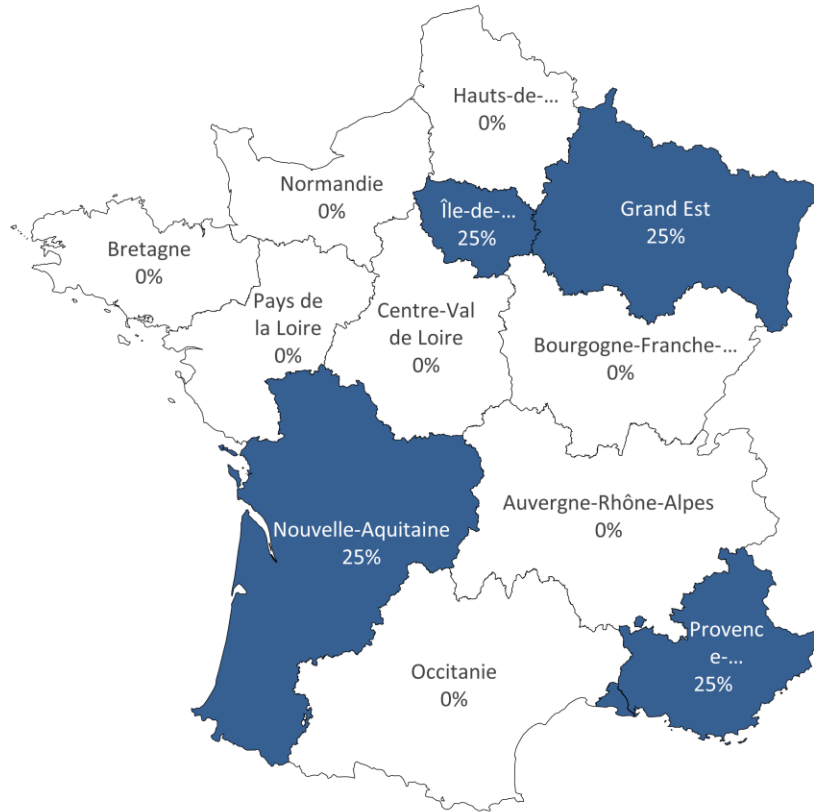 Hauts-de-...
0%
Normandie
0%
Île-de-...
25%
Grand Est
25%
Bretagne
0%
Pays de
la Loire
0%
Centre-Val
de Loire
0%
Bourgogne-Franche-...
0%
Nouvelle-Aquitaine
25%
Auvergne-Rhône-Alpes
0%
Provenc
e-...
25%
Occitanie
0%